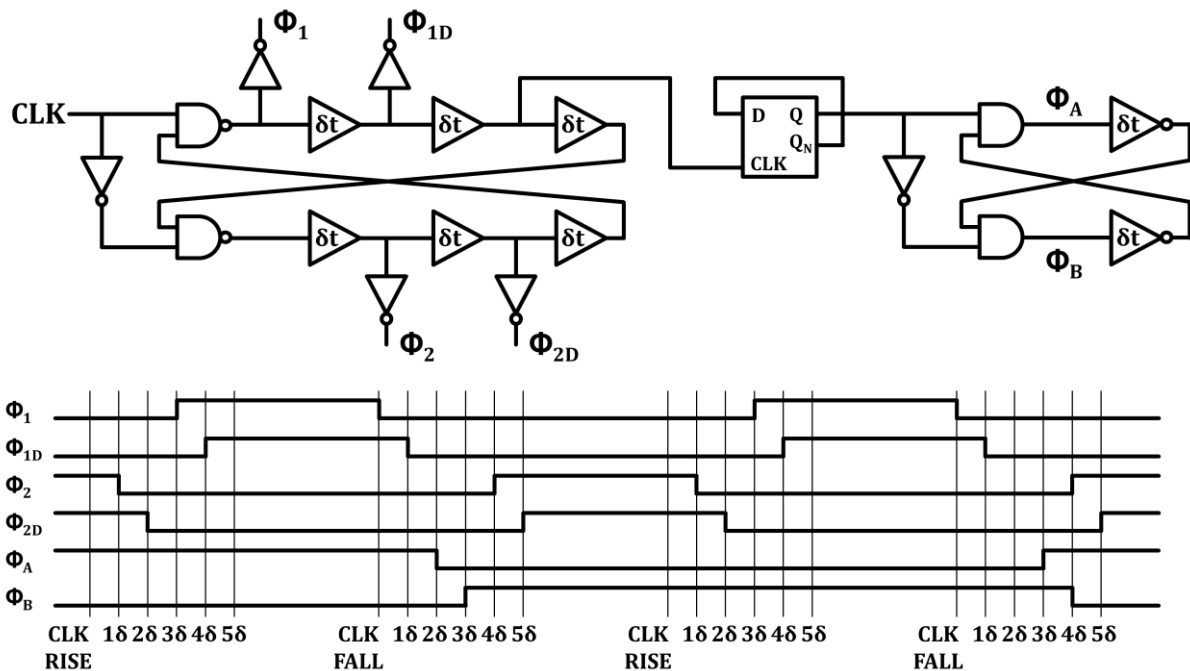 Φ1 Φ1D
CLK δt δt δt D Q QN CLK ΦA δt
δt δt δt ΦB δt
Φ2 Φ2D
Φ1
Φ1D
Φ2
Φ2D
ΦA
ΦB
CLK 1δ 2δ 3δ 4δ 5δ CLK 1δ 2δ 3δ 4δ 5δ CLK 1δ 2δ 3δ 4δ 5δ CLK 1δ 2δ 3δ 4δ 5δ
RISE FALL RISE FALL